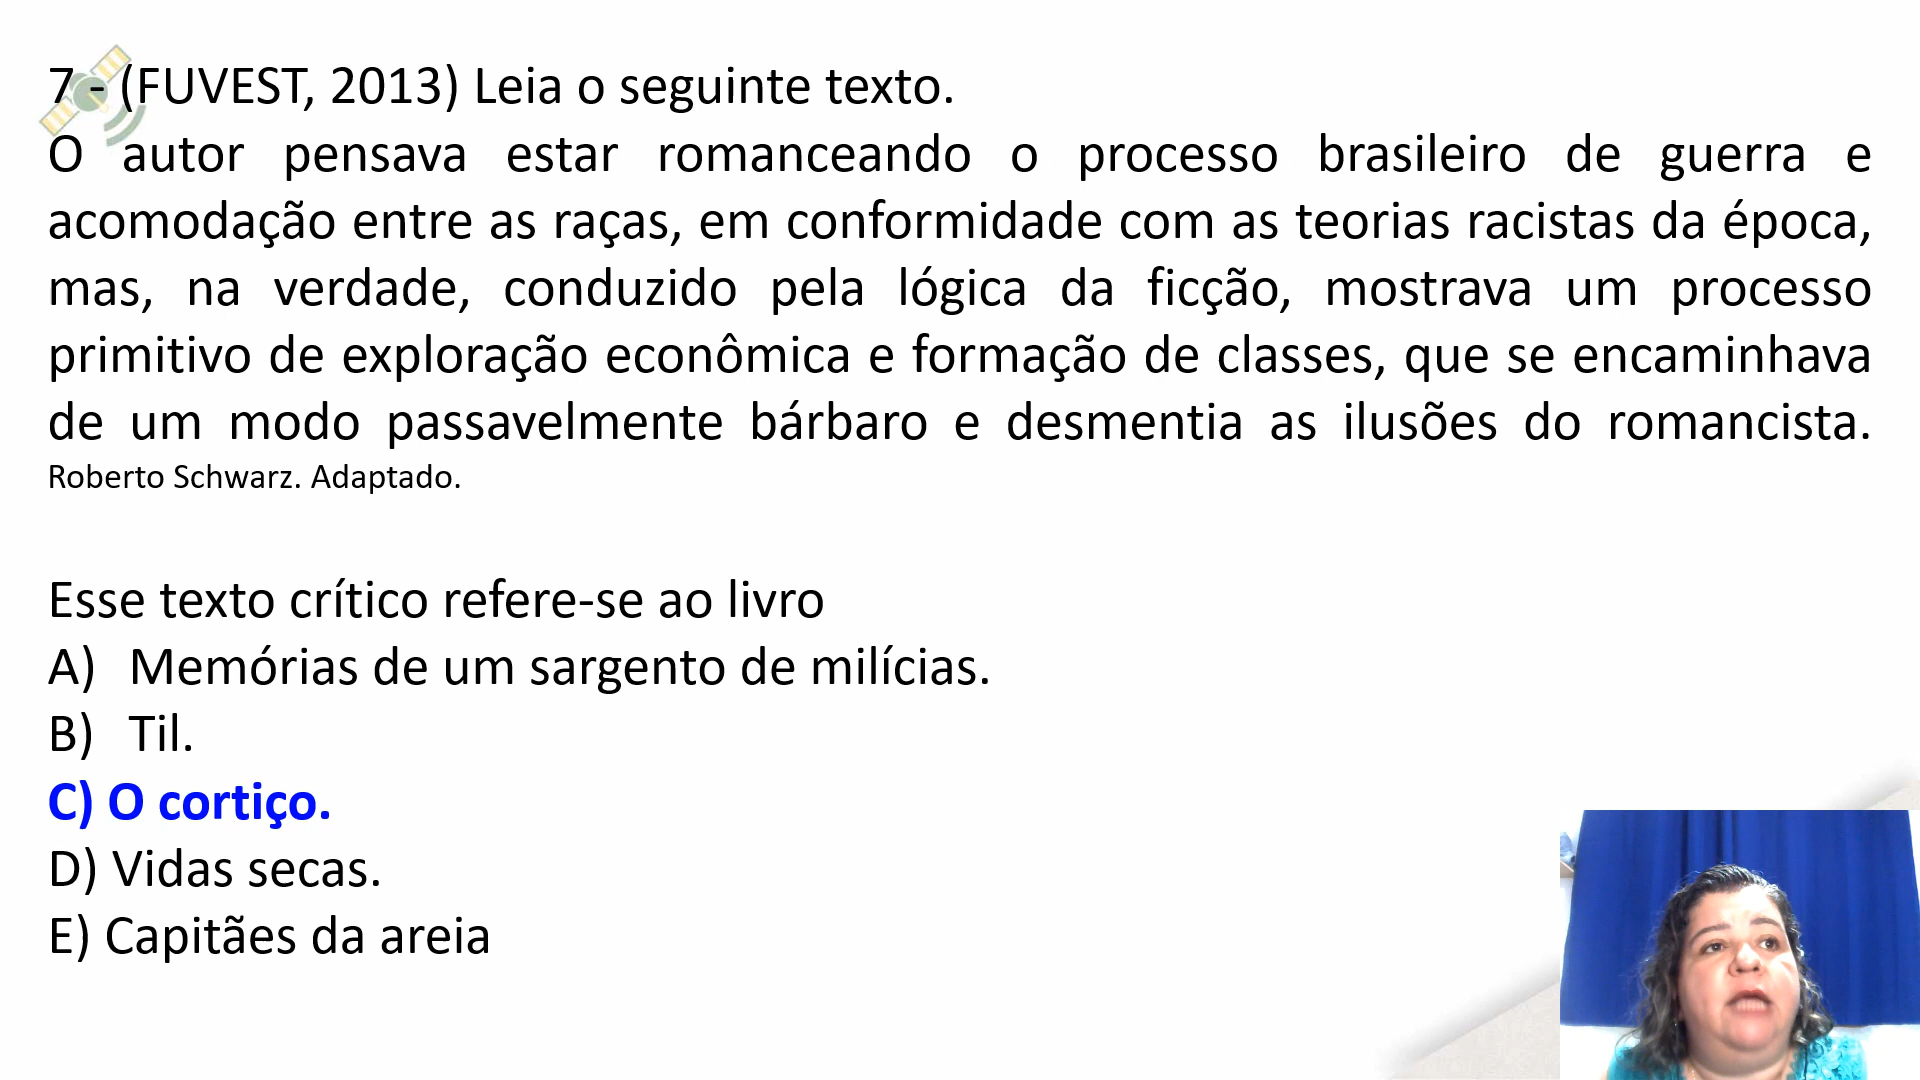 7 - (FUVEST, 2013) Leia o seguinte texto.
O autor pensava estar romanceando o processo brasileiro de guerra e
acomodação entre as raças, em conformidade com as teorias racistas da época,
mas, na verdade, conduzido pela lógica da ficção, mostrava um processo
primitivo de exploração econômica e formação de classes, que se encaminhava
de um modo passavelmente bárbaro e desmentia as ilusões do romancista.
Roberto Schwarz. Adaptado.
Esse texto crítico refere-se ao livro
A) Memórias de um sargento de milícias.
B) Til.
C) O cortiço.
D) Vidas secas.
E) Capitães da areia